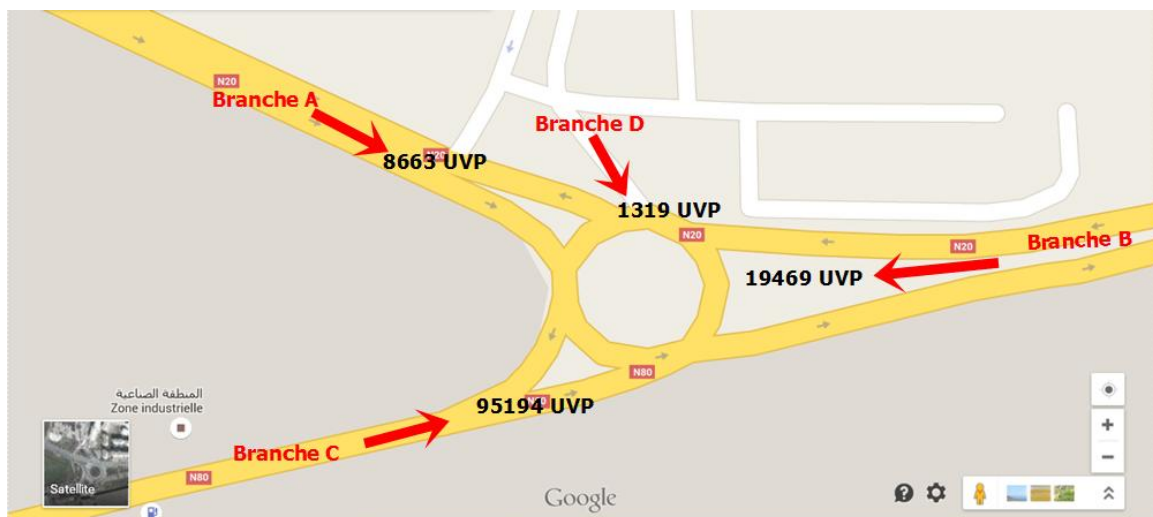 N20
Branche A
Branche D
N20
8663 UVP
1319 UVP
N20
N20
Branche B
19469 UVP
N80
المنطقة الصناعية
Zone industrielle
95194 UVP
Branche C
N80
Satellite
Google